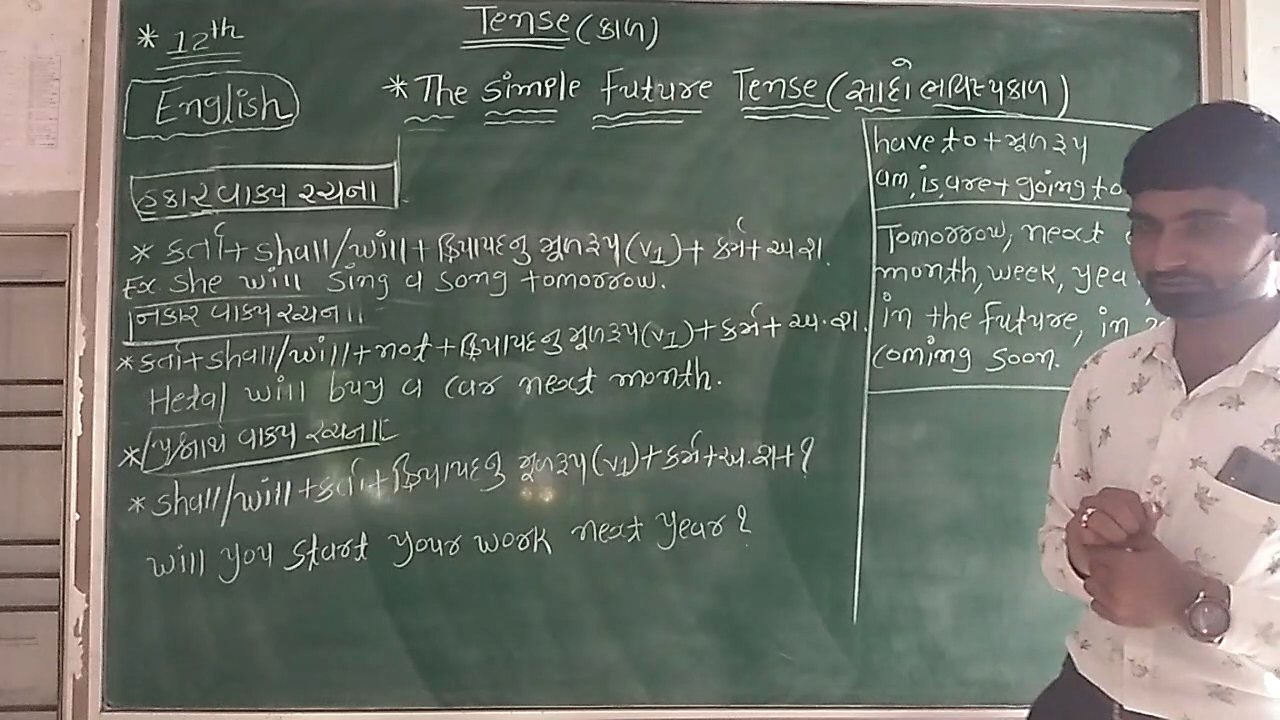 * 12th
Tense (કાળ)
English
* The Simple Future Tense (સાદો ભવિષ્યકાળ)
હકાર વાક્ય રચના
* કર્તા + shall/will + ક્રિયાપદનુ મૂળરૂપ (V1) + કર્મ + અ.શ.
Ex. She will Sing a song tomorrow.
નકાર વાક્ય રચના
* કર્તા + shall/will + not + ક્રિયાપદનુ મૂળરૂપ (V1) + કર્મ + અ.શ.
Hetal will buy a car next month.
* પ્રશ્નાર્થ વાક્ય રચના
* shall/will + કર્તા + ક્રિયાપદનુ મૂળરૂપ (V1) + કર્મ + અ.શ + ?
Will you start your work next year?
have to + મૂળરૂપ
am, is, are + going to
Tomorrow, next
month, week, yea
in the future, in
coming soon.